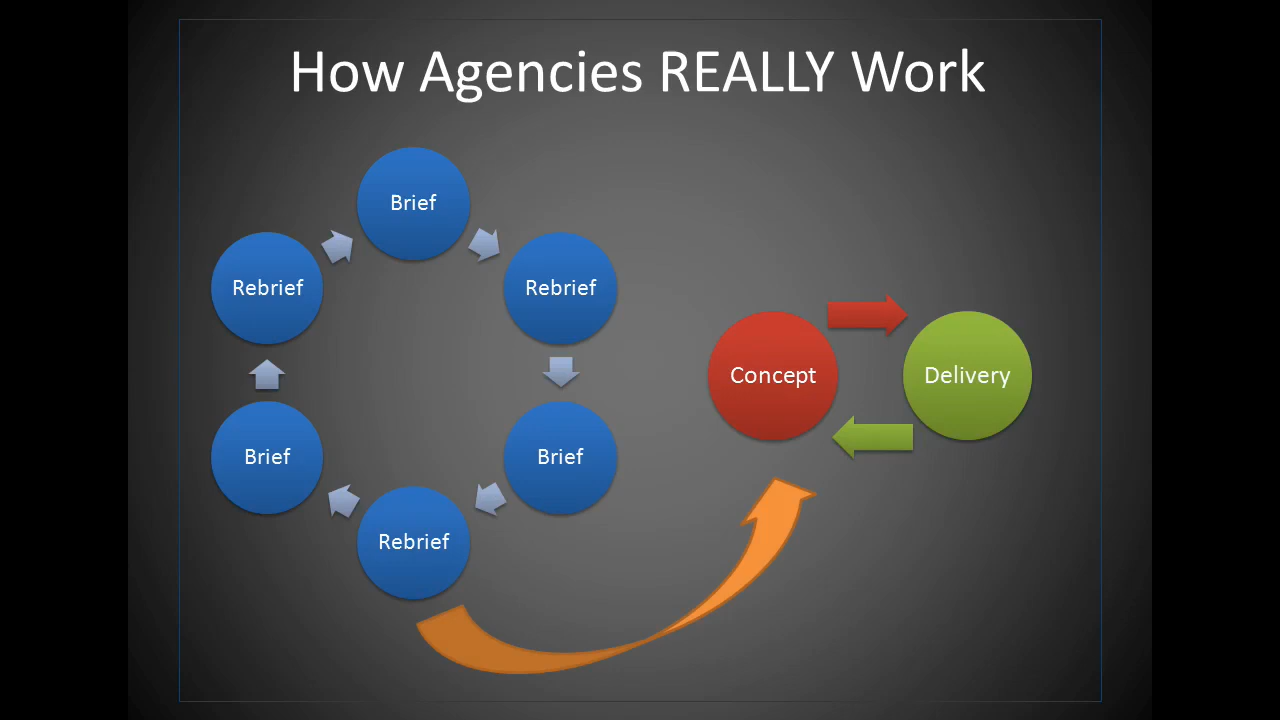 How Agencies REALLY Work
Brief
Rebrief
Brief
Rebrief
Brief
Rebrief
Concept
Delivery